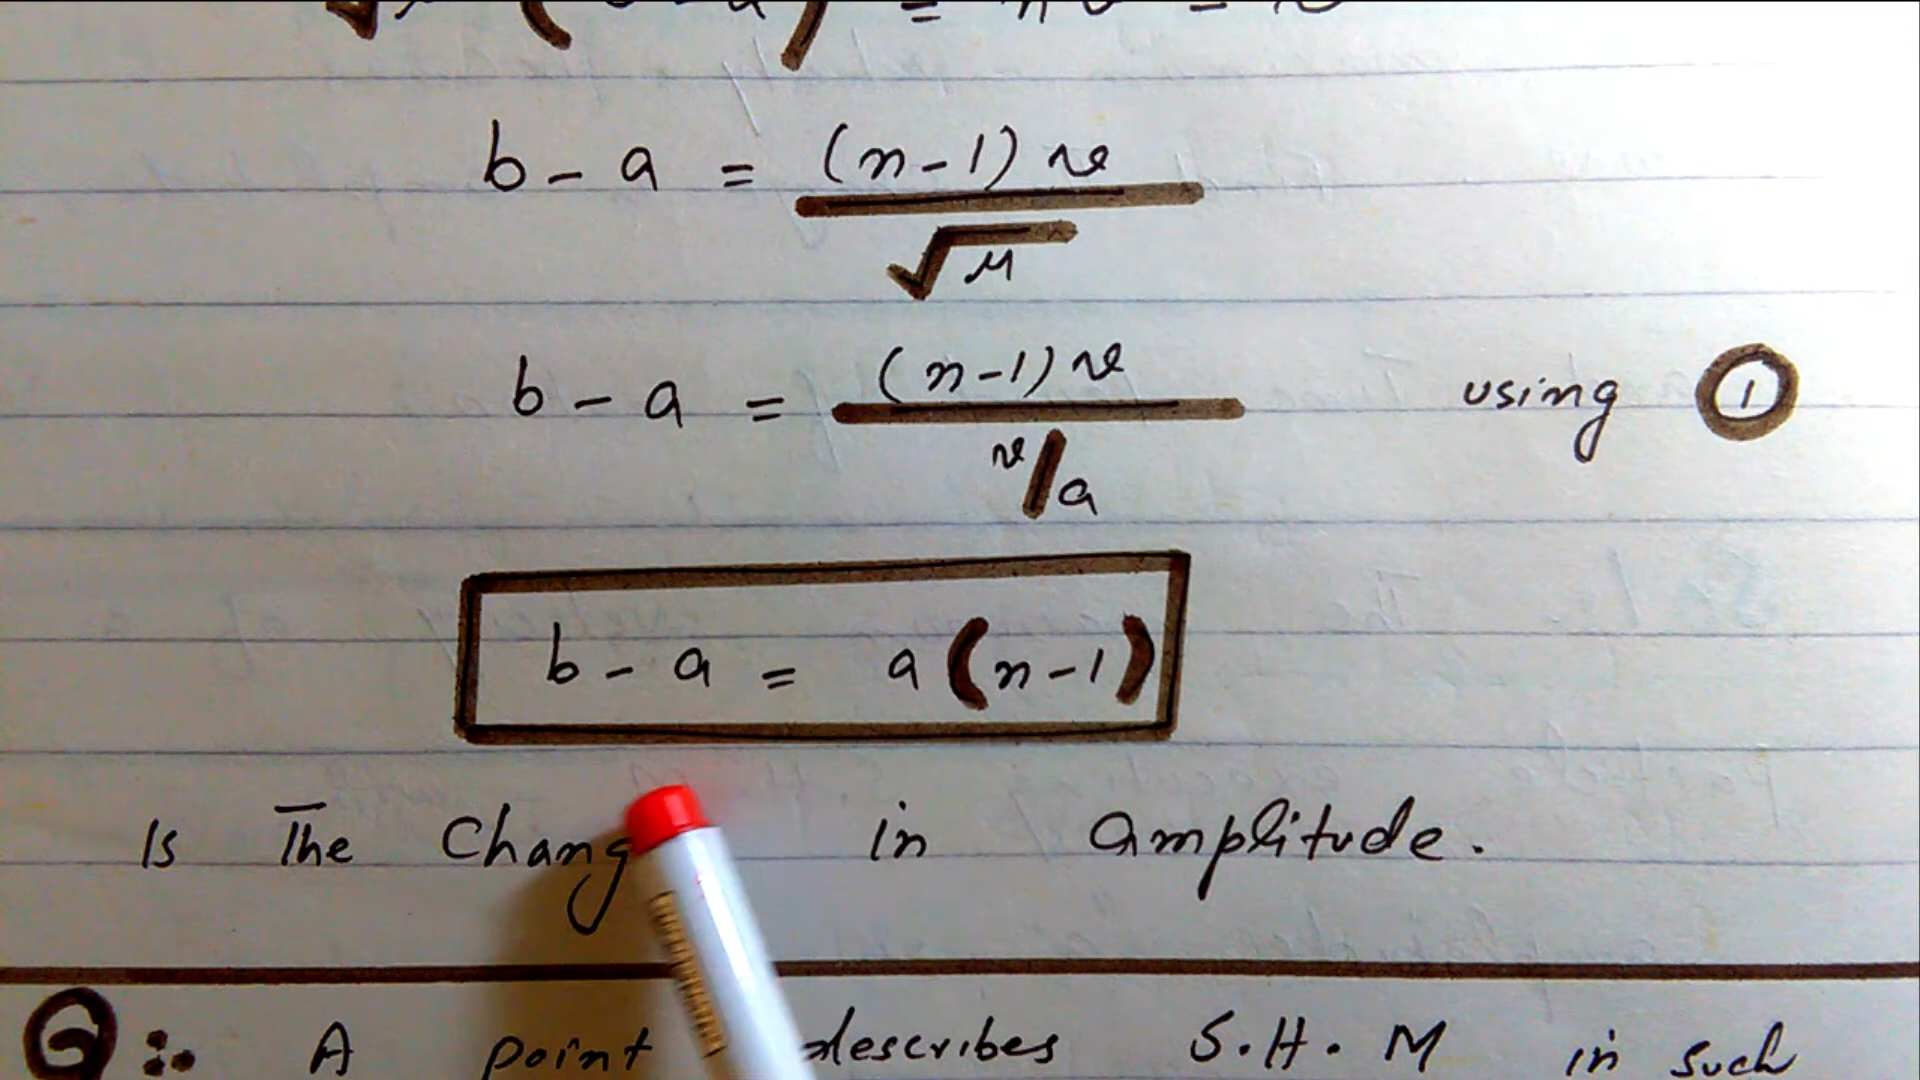 b - a = (n-1) v / √μ
b - a = (n-1) v / v/a using ①
b - a = a(n-1)
Is The Chang in amplitude.
Q:. A point describes S.H.M in such